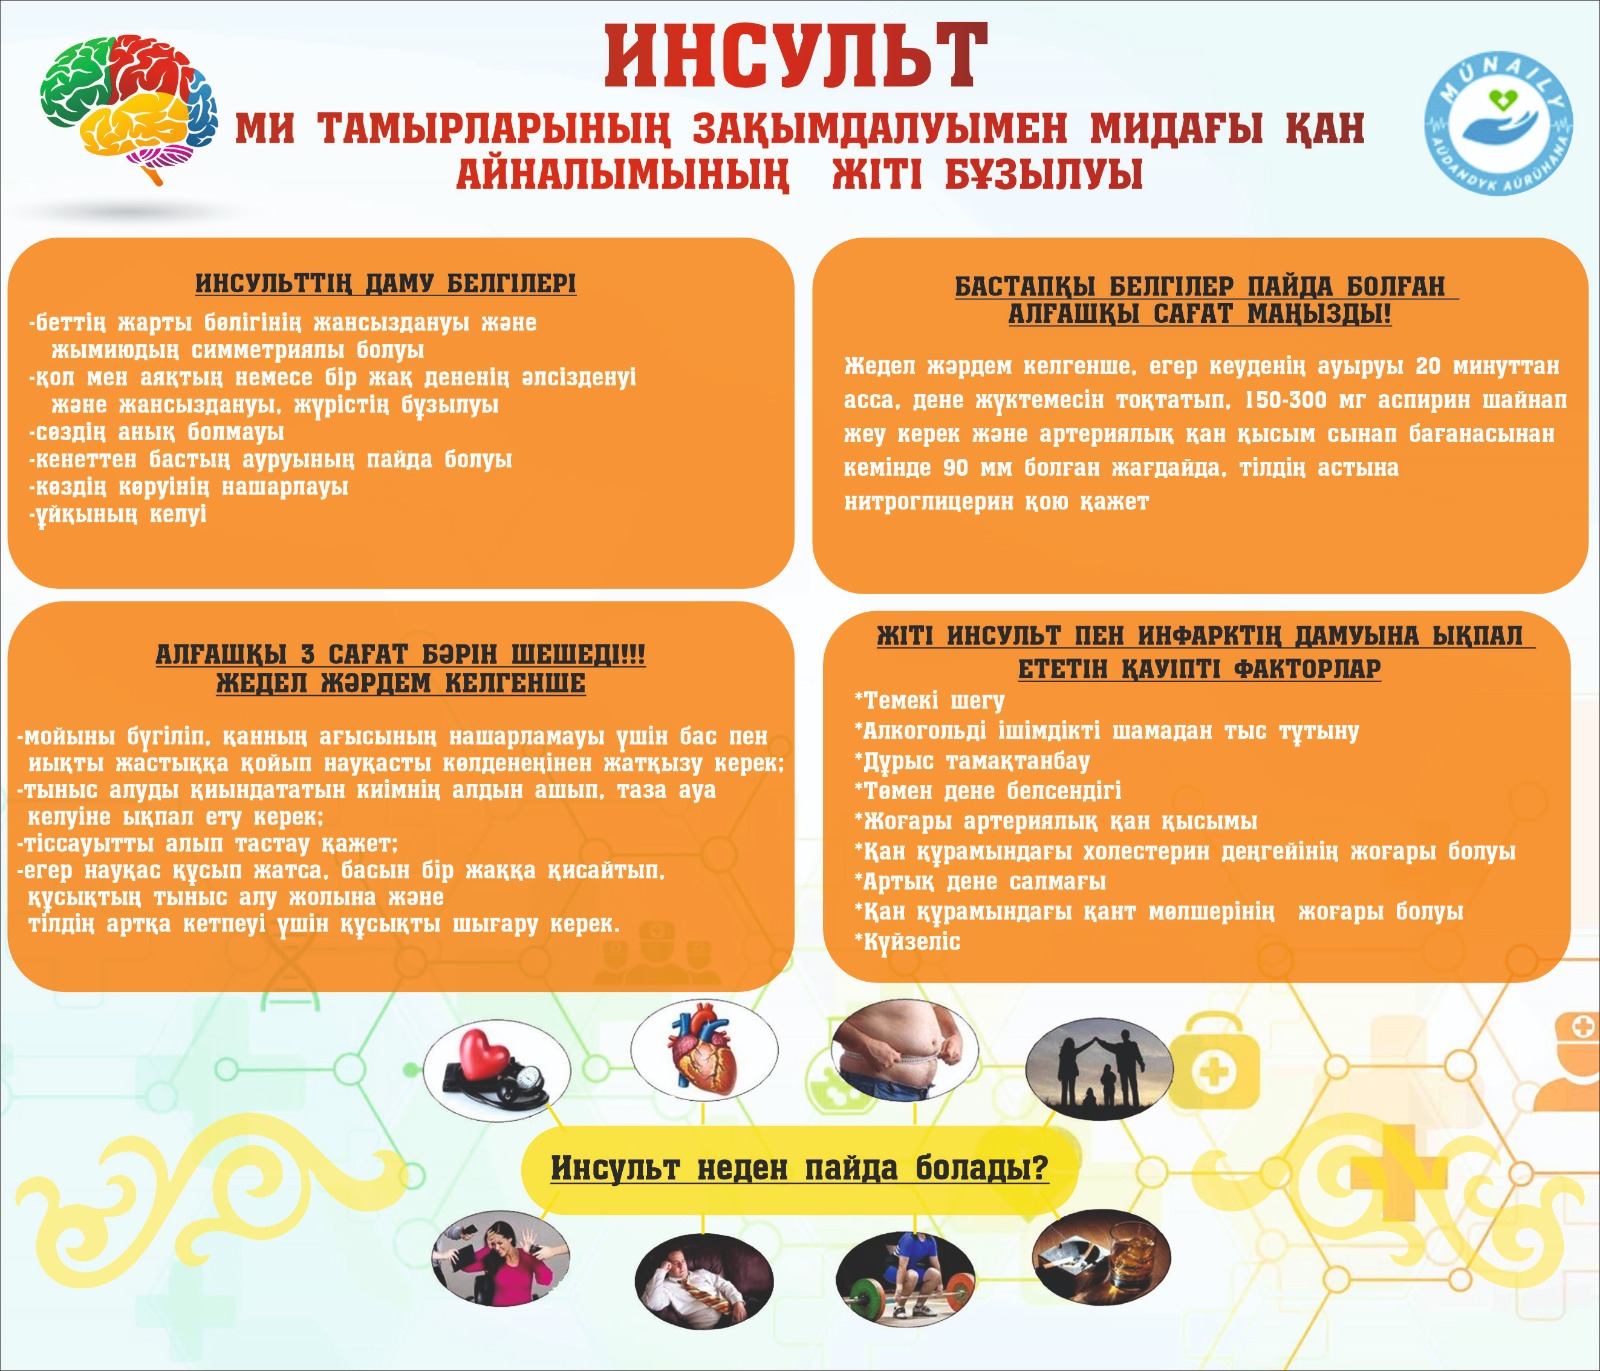 ИНСУЛЬТ
МИ ТАМЫРЛАРЫНЫҢ ЗАҚЫМДАЛУЫМЕН МИДАҒЫ ҚАН
АЙНАЛЫМЫНЫҢ ЖІТІ БҰЗЫЛУЫ
MÚNAILY
AÚDANDYK AÚRÚHANA
ИНСУЛЬТТІҢ ДАМУ БЕЛГІЛЕРІ
-беттің жарты бөлігінің жансыздануы және
жымиюдың симметриялы болуы
-қол мен аяқтың немесе бір жақ дененің әлсізденуі
және жансыздануы, жүрістің бұзылуы
-сөздің анық болмауы
-кенеттен бастың ауруының пайда болуы
-көздің көруінің нашарлауы
-ұйқының келуі
БАСТАПҚЫ БЕЛГІЛЕР ПАЙДА БОЛҒАН
АЛҒАШҚЫ САҒАТ МАҢЫЗДЫ!
Жедел жәрдем келгенше, егер кеуденің ауыруы 20 минуттан
асса, дене жүктемесін тоқтатып, 150-300 мг аспирин шайнап
жеу керек және артериялық қан қысым сынап бағанасынан
кемінде 90 мм болған жағдайда, тілдің астына
нитроглицерин қою қажет
АЛҒАШҚЫ 3 САҒАТ БӘРІН ШЕШЕДІ!!!
ЖЕДЕЛ ЖӘРДЕМ КЕЛГЕНШЕ
-мойыны бүгіліп, қанның ағысының нашарламауы үшін бас пен
иықты жастыққа қойып науқасты көлденеңінен жатқызу керек;
-тыныс алуды қиындататын киімнің алдын ашып, таза ауа
келуіне ықпал ету керек;
-тіссауытты алып тастау қажет;
-егер науқас құсып жатса, басын бір жаққа қисайтып,
құсықтың тыныс алу жолына және
тілдің артқа кетпеуі үшін құсықты шығару керек.
ЖІТІ ИНСУЛЬТ ПЕН ИНФАРКТІҢ ДАМУЫНА ЫҚПАЛ
ЕТЕТІН ҚАУІПТІ ФАКТОРЛАР
*Темекі шегу
*Алкогольді ішімдікті шамадан тыс тұтыну
*Дұрыс тамақтанбау
*Төмен дене белсендігі
*Жоғары артериялық қан қысымы
*Қан құрамындағы холестерин деңгейінің жоғары болуы
*Артық дене салмағы
*Қан құрамындағы қант мөлшерінің жоғары болуы
*Күйзеліс
Инсульт неден пайда болады?